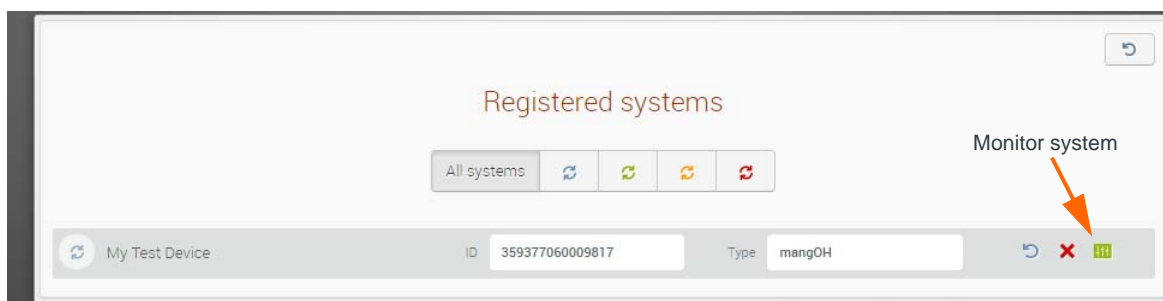 Registered systems
Monitor system
All systems
My Test Device ID 359377060009817 Type mangOH